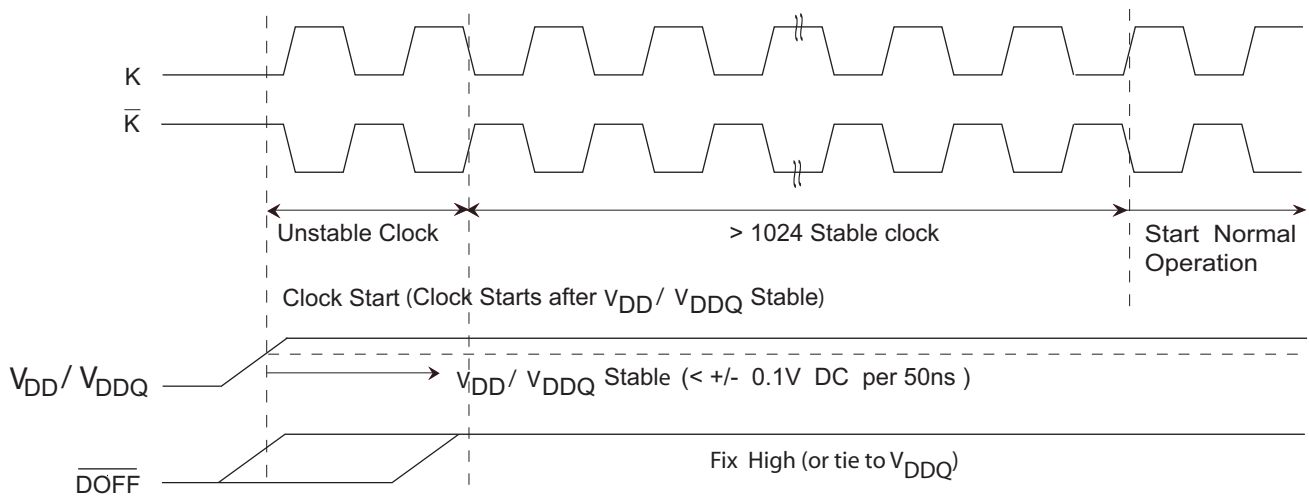 K
K̅
Unstable Clock
> 1024 Stable clock
Start Normal
Operation
Clock Start (Clock Starts after VDD / VDDQ Stable)
VDD / VDDQ
VDD / VDDQ Stable (< +/- 0.1V DC per 50ns )
D̅O̅F̅F̅
Fix High (or tie to VDDQ)